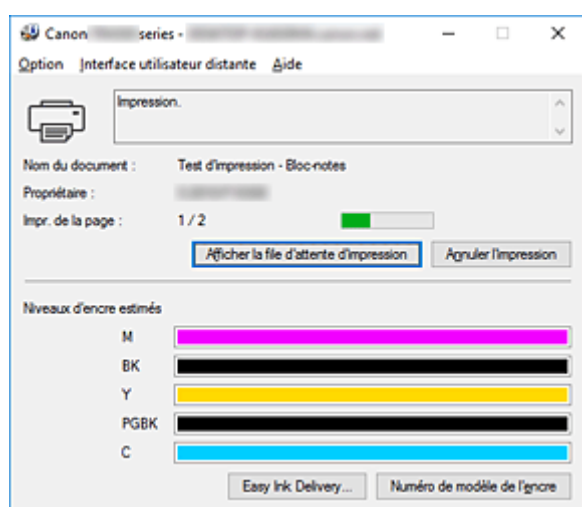 Canon series -
Option Interface utilisateur distante Aide
Impression.
Nom du document : Test d'impression - Bloc-notes
Propriétaire :
Impr. de la page : 1 / 2
Afficher la file d'attente d'impression Annuler l'impression
Niveaux d'encre estimés
M
BK
Y
PGBK
C
Easy Ink Delivery... Numéro de modèle de l'encre